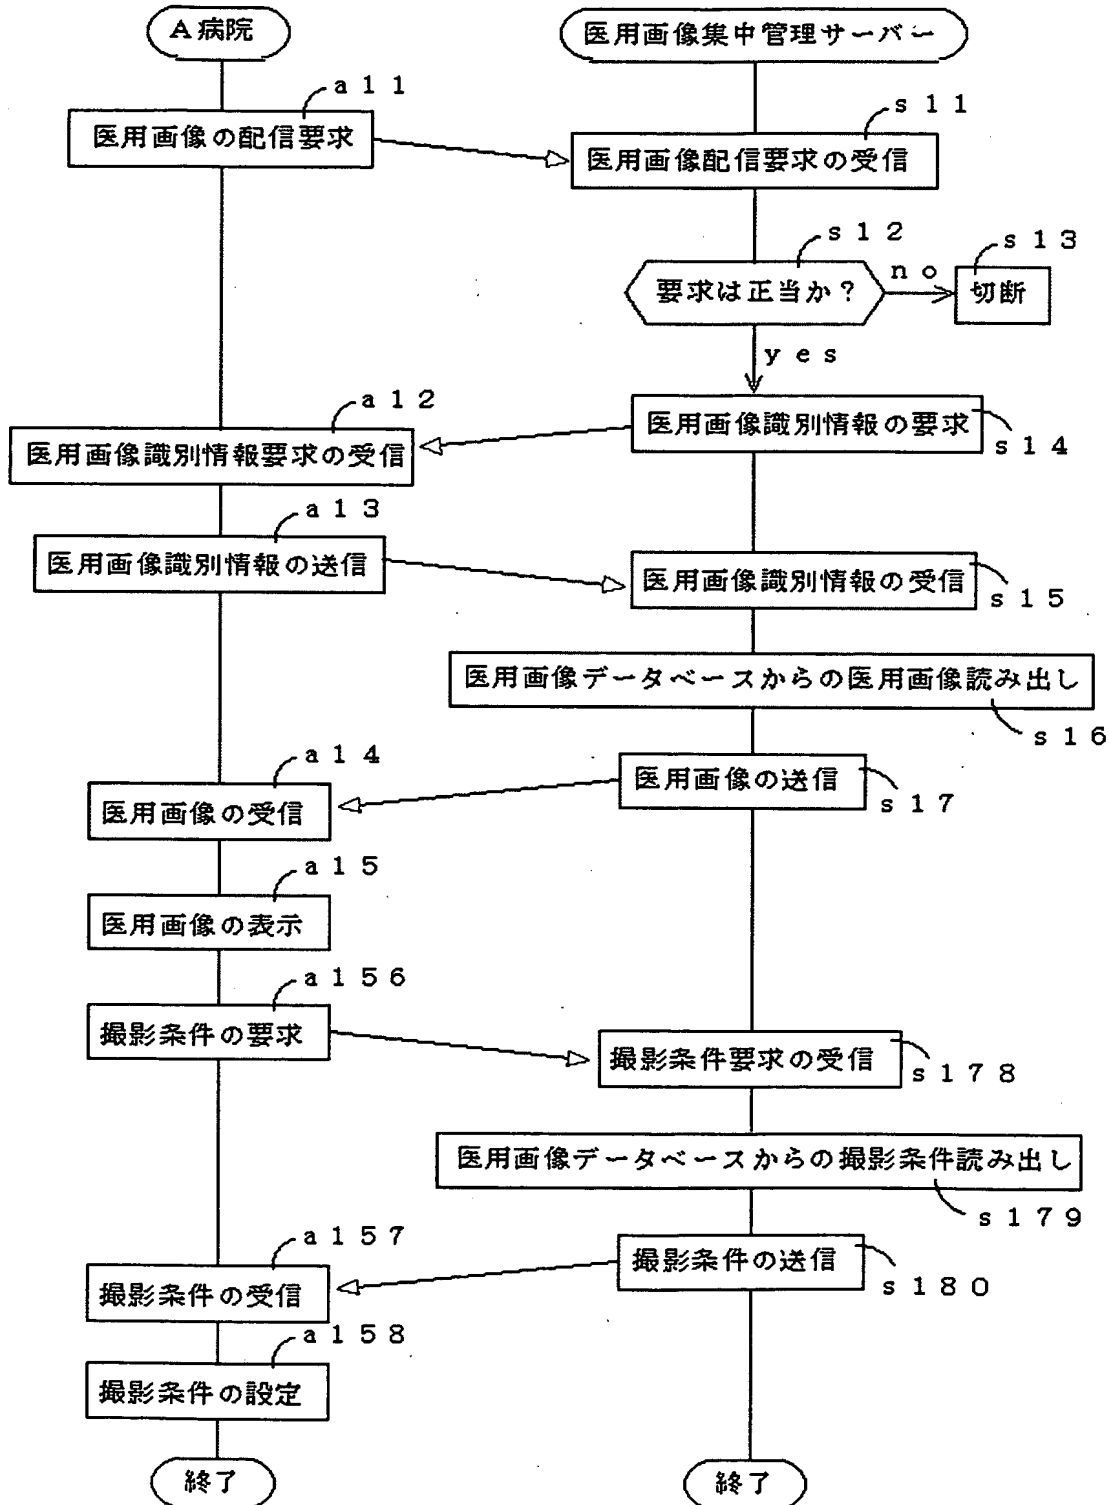 A病院
医用画像集中管理サーバー
a11
医用画像の配信要求
s11
医用画像配信要求の受信
s12
要求は正当か?
no
s13
切断
yes
a12
医用画像識別情報要求の受信
医用画像識別情報の要求
s14
a13
医用画像識別情報の送信
医用画像識別情報の受信
s15
医用画像データベースからの医用画像読み出し
s16
a14
医用画像の受信
医用画像の送信
s17
a15
医用画像の表示
a156
撮影条件の要求
撮影条件要求の受信
s178
医用画像データベースからの撮影条件読み出し
s179
a157
撮影条件の受信
撮影条件の送信
s180
a158
撮影条件の設定
終了
終了